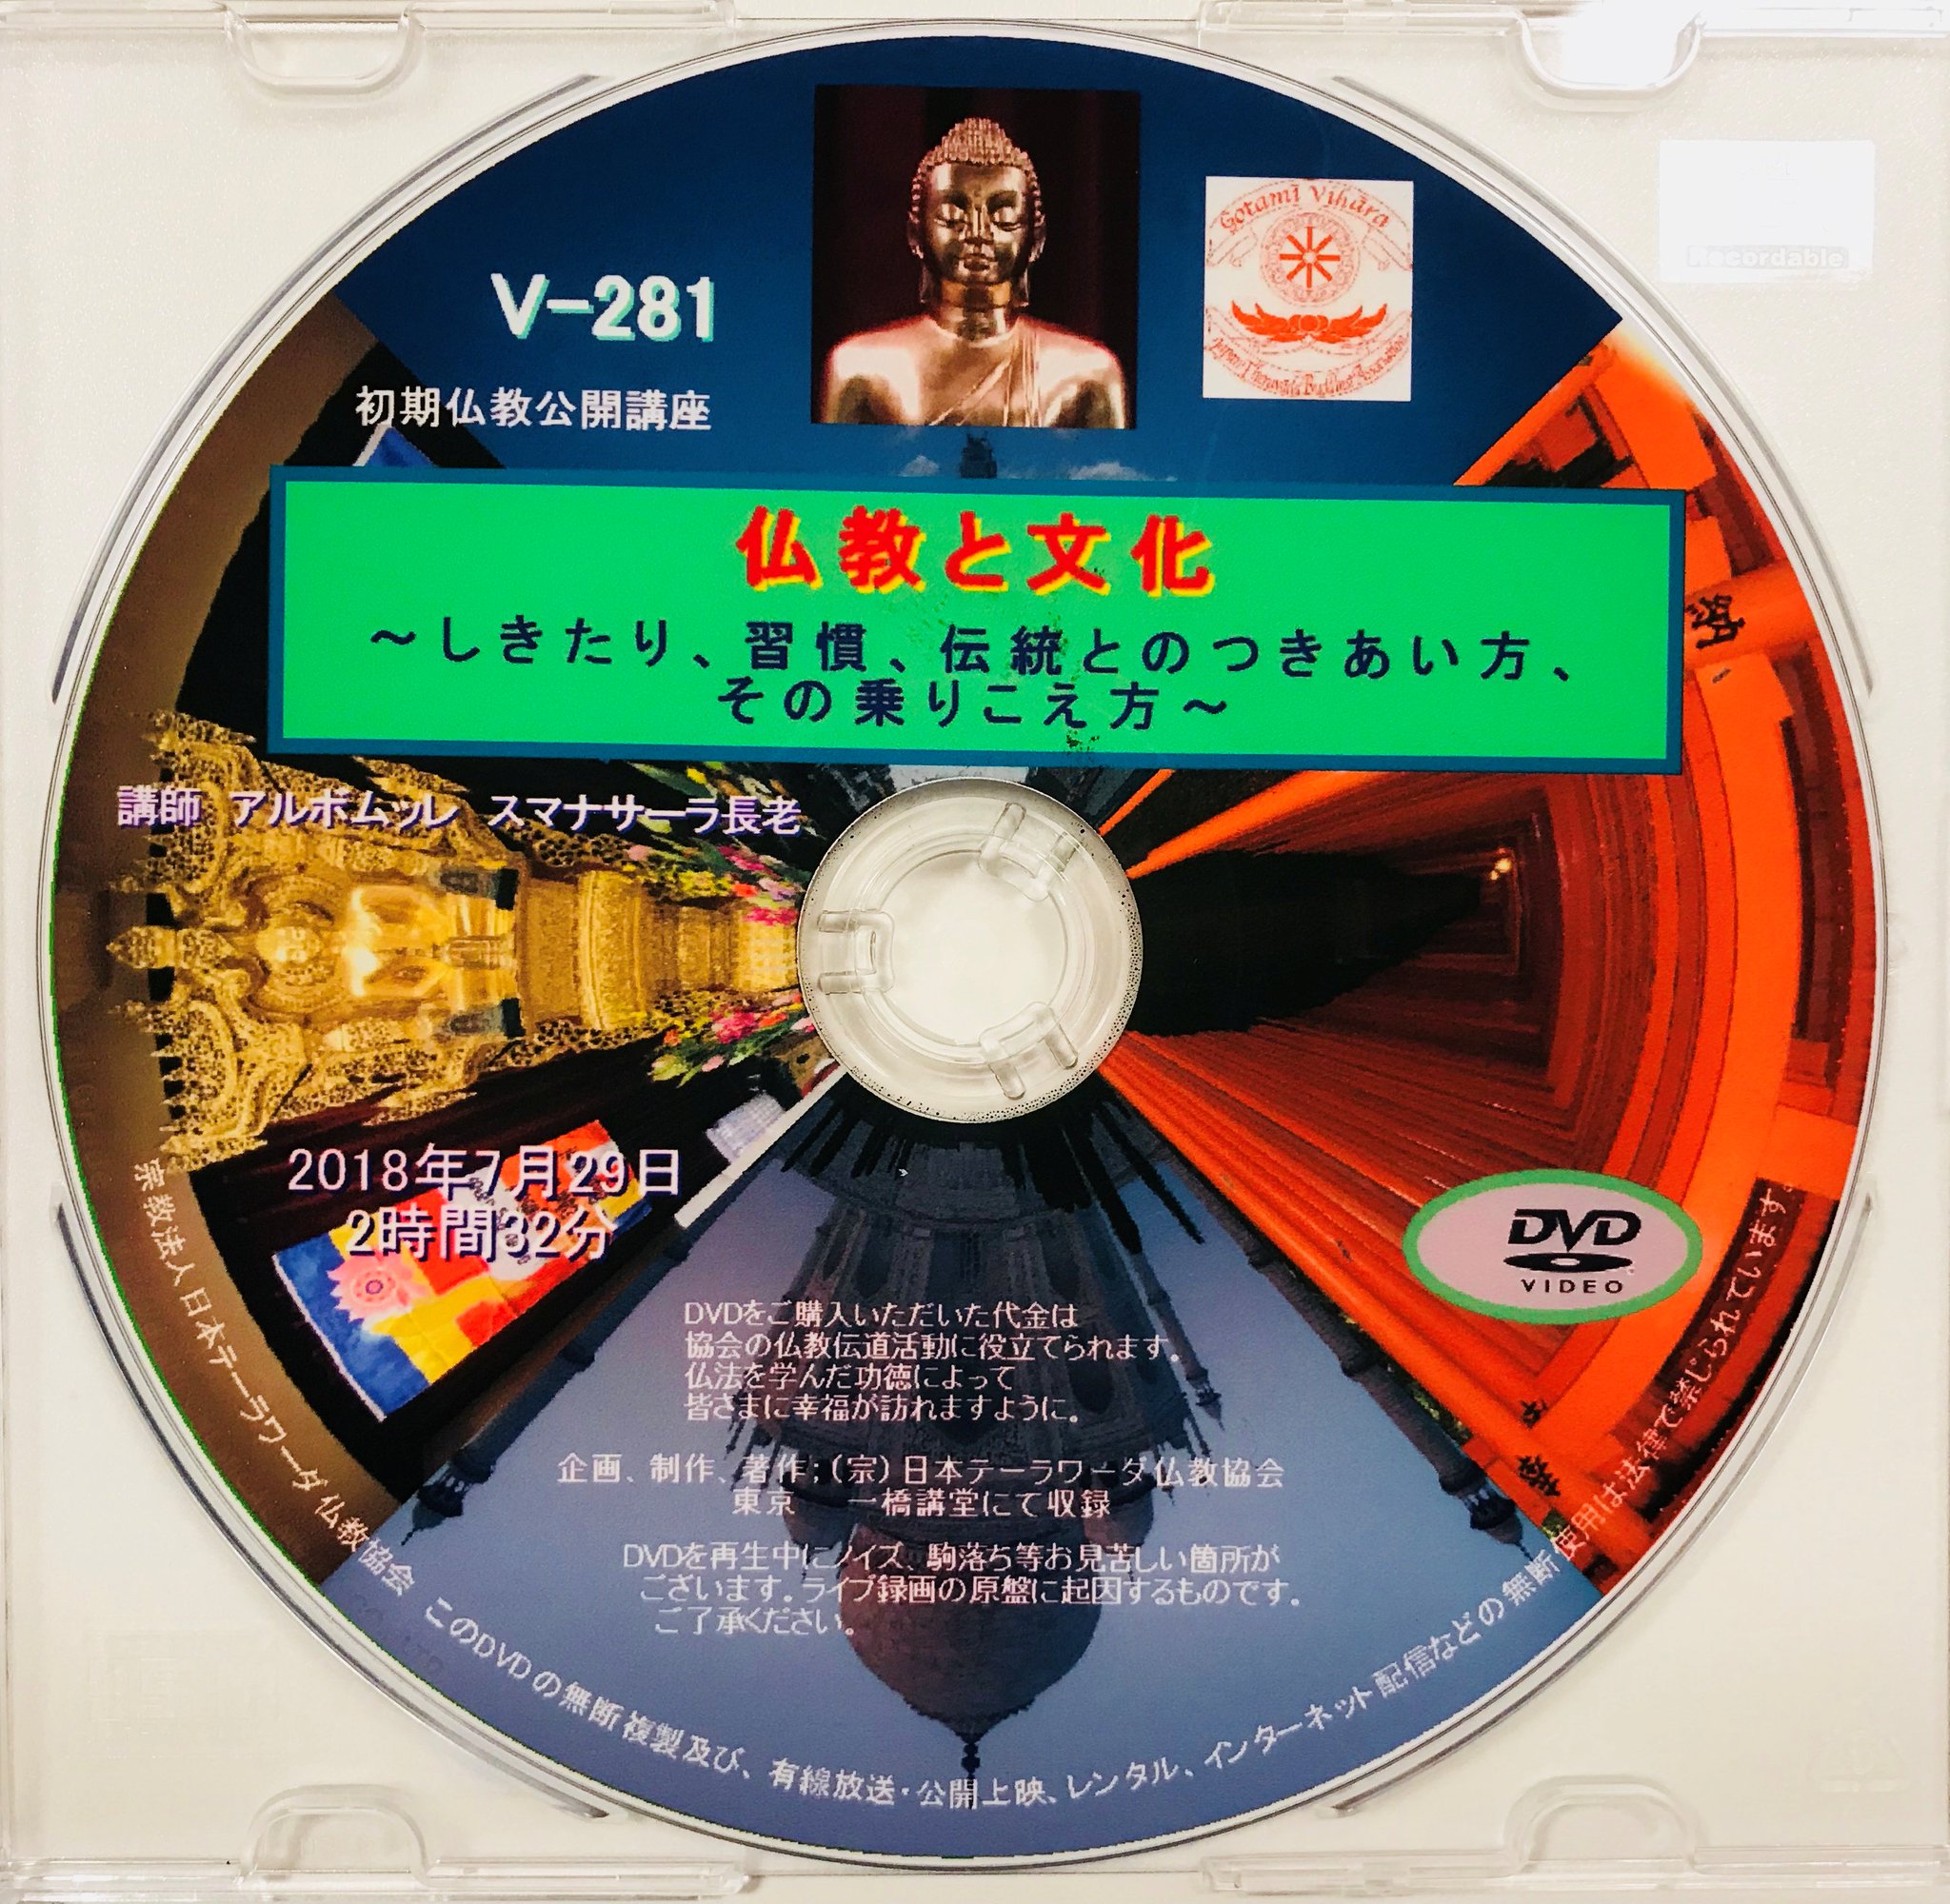 V-281
初期仏教公開講座
Gotamī Vihāra
Japan Theravada Buddhist Association
Recordable
仏教と文化
～しきたり、習慣、伝統とのつきあい方、
その乗りこえ方～
講師 アルボムッレ スマナサーラ長老
2018年7月29日
2時間32分
DVD
VIDEO
DVDをご購入いただいた代金は
協会の仏教伝道活動に役立てられます。
仏法を学んだ功徳によって
皆さまに幸福が訪れますように。
企画、制作、著作；（宗）日本テーラワーダ仏教協会
東京 一橋講堂にて収録
DVDを再生中にノイズ、駒落ち等お見苦しい箇所が
ございます。ライブ録画の原盤に起因するものです。
ご了承ください。
宗教法人日本テーラワーダ仏教協会 このDVDの無断複製及び、有線放送・公開上映、レンタル、インターネット配信などの無断使用は法律で禁じられています。
納